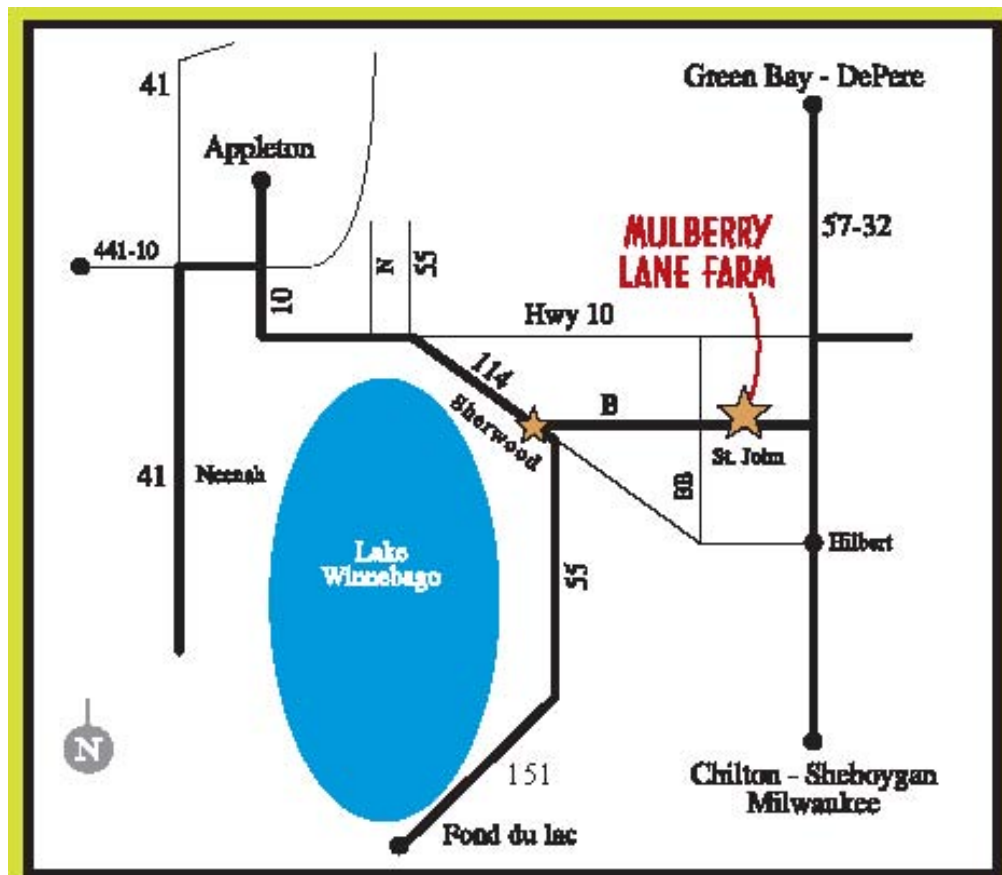 41
Green Bay - DePere
Appleton
57-32
MULBERRY
LANE FARM
441-10
N
55
10
Hwy 10
114
Sherwood
B
St. John
41
Neenah
BB
Hilbert
Lake
Winnebago
55
N
151
Chilton - Sheboygan
Milwaukee
Fond du lac